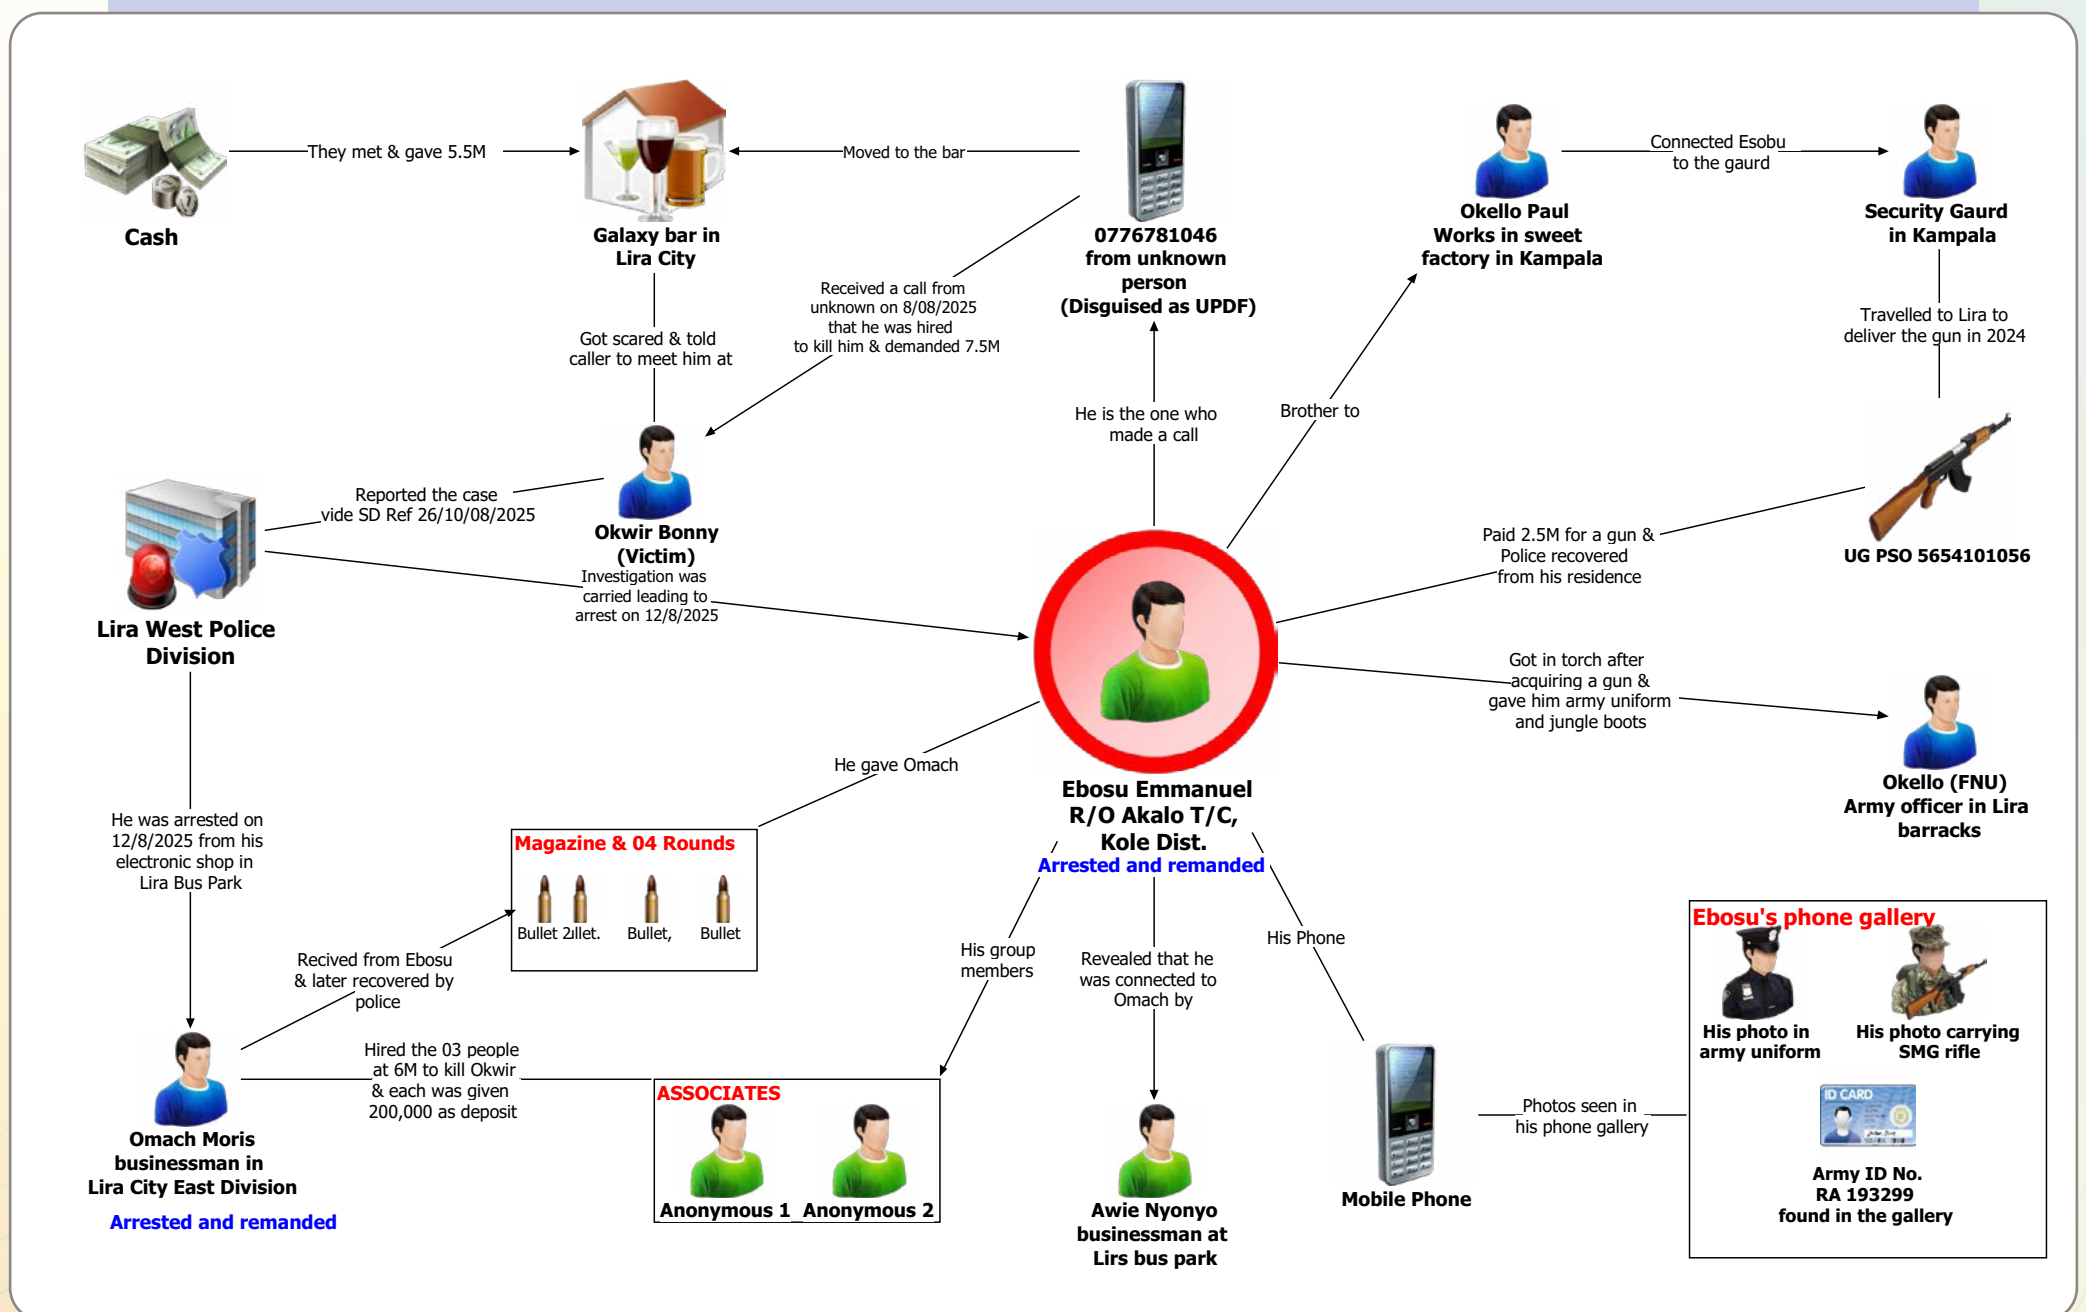 They met & gave 5.5M
Cash
Galaxy bar in
Lira City
Moved to the bar
0776781046
from unknown
person
(Disguised as UPDF)
Okello Paul
Works in sweet
factory in Kampala
Connected Esobu
to the gaurd
Security Gaurd
in Kampala
Received a call from
unknown on 8/08/2025
that he was hired
to kill him & demanded 7.5M
Got scared & told
caller to meet him at
Travelled to Lira to
deliver the gun in 2024
He is the one who
made a call
Brother to
Reported the case
vide SD Ref 26/10/08/2025
Okwir Bonny
(Victim)
Investigation was
carried leading to
arrest on 12/8/2025
Paid 2.5M for a gun &
Police recovered
from his residence
UG PSO 5654101056
Lira West Police
Division
Got in torch after
acquiring a gun &
gave him army uniform
and jungle boots
Okello (FNU)
Army officer in Lira
barracks
He gave Omach
Ebosu Emmanuel
R/O Akalo T/C,
Kole Dist.
Arrested and remanded
He was arrested on
12/8/2025 from his
electronic shop in
Lira Bus Park
Magazine & 04 Rounds
Bullet 2
Bullet,
Bullet
Recived from Ebosu
& later recovered by
police
His group
members
Revealed that he
was connected to
Omach by
His Phone
Ebosu's phone gallery
His photo in
army uniform
His photo carrying
SMG rifle
ID CARD
Army ID No.
RA 193299
found in the gallery
Hired the 03 people
at 6M to kill Okwir
& each was given
200,000 as deposit
ASSOCIATES
Anonymous 1
Anonymous 2
Omach Moris
businessman in
Lira City East Division
Arrested and remanded
Awie Nyonyo
businessman at
Lirs bus park
Mobile Phone
Photos seen in
his phone gallery